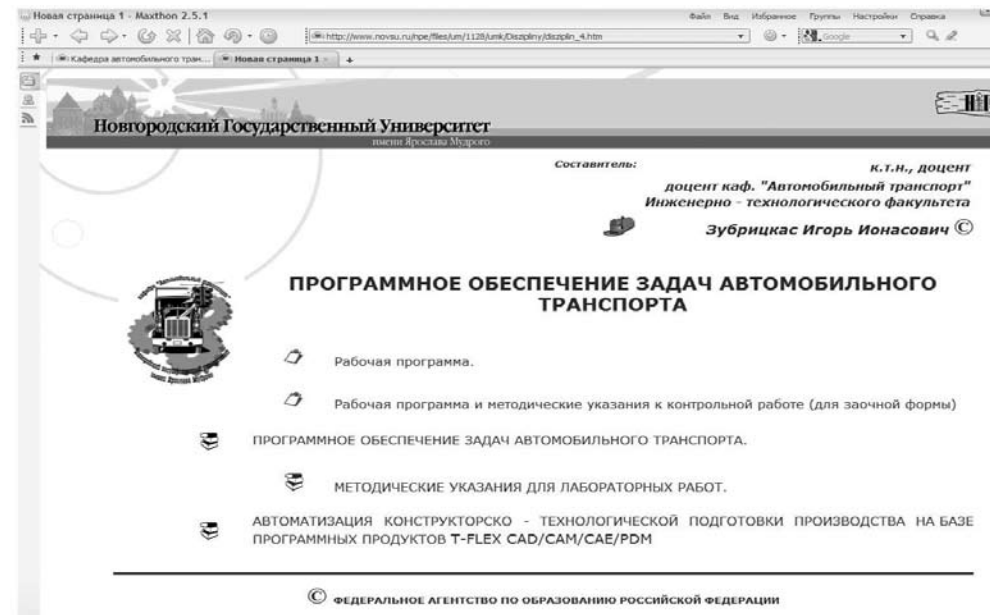 Новая страница 1 - Maxthon 2.5.1
Файл Вид Избранное Группы Настройки Справка
http://www.novsu.ru/npe/files/um/1128/umk/Diszipliny/disziplin_4.htm
Google
Кафедра автомобильного тран...
Новая страница 1
Новгородский Государственный Университет
имени Ярослава Мудрого
Составитель:
к.т.н., доцент
доцент каф. "Автомобильный транспорт"
Инженерно - технологического факультета
Зубрицкас Игорь Ионасович ©
ПРОГРАММНОЕ ОБЕСПЕЧЕНИЕ ЗАДАЧ АВТОМОБИЛЬНОГО
ТРАНСПОРТА
Рабочая программа.
Рабочая программа и методические указания к контрольной работе (для заочной формы)
ПРОГРАММНОЕ ОБЕСПЕЧЕНИЕ ЗАДАЧ АВТОМОБИЛЬНОГО ТРАНСПОРТА.
МЕТОДИЧЕСКИЕ УКАЗАНИЯ ДЛЯ ЛАБОРАТОРНЫХ РАБОТ.
АВТОМАТИЗАЦИЯ КОНСТРУКТОРСКО - ТЕХНОЛОГИЧЕСКОЙ ПОДГОТОВКИ ПРОИЗВОДСТВА НА БАЗЕ
ПРОГРАММНЫХ ПРОДУКТОВ T-FLEX CAD/CAM/CAE/PDM
© ФЕДЕРАЛЬНОЕ АГЕНТСТВО ПО ОБРАЗОВАНИЮ РОССИЙСКОЙ ФЕДЕРАЦИИ